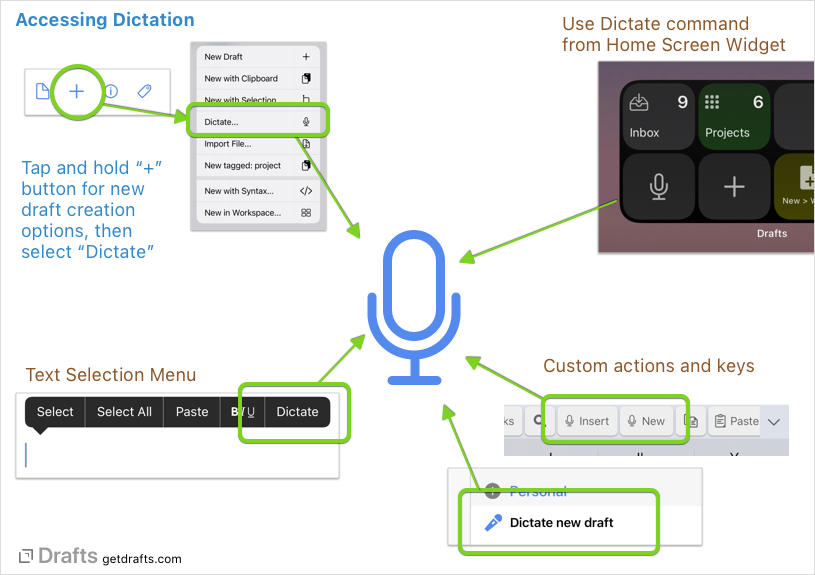 Accessing Dictation
Use Dictate command
from Home Screen Widget
New Draft
New with Clipboard
New with Selection
Dictate...
Import File...
New tagged: project
New with Syntax...
New in Workspace...
Tap and hold “+”
button for new
draft creation
options, then
select “Dictate”
9
Inbox
6
Projects
New >
Drafts
Text Selection Menu
Select
Select All
Paste
BIU
Dictate
Custom actions and keys
ks
Insert
New
Paste
Personal
Dictate new draft
Drafts getdrafts.com